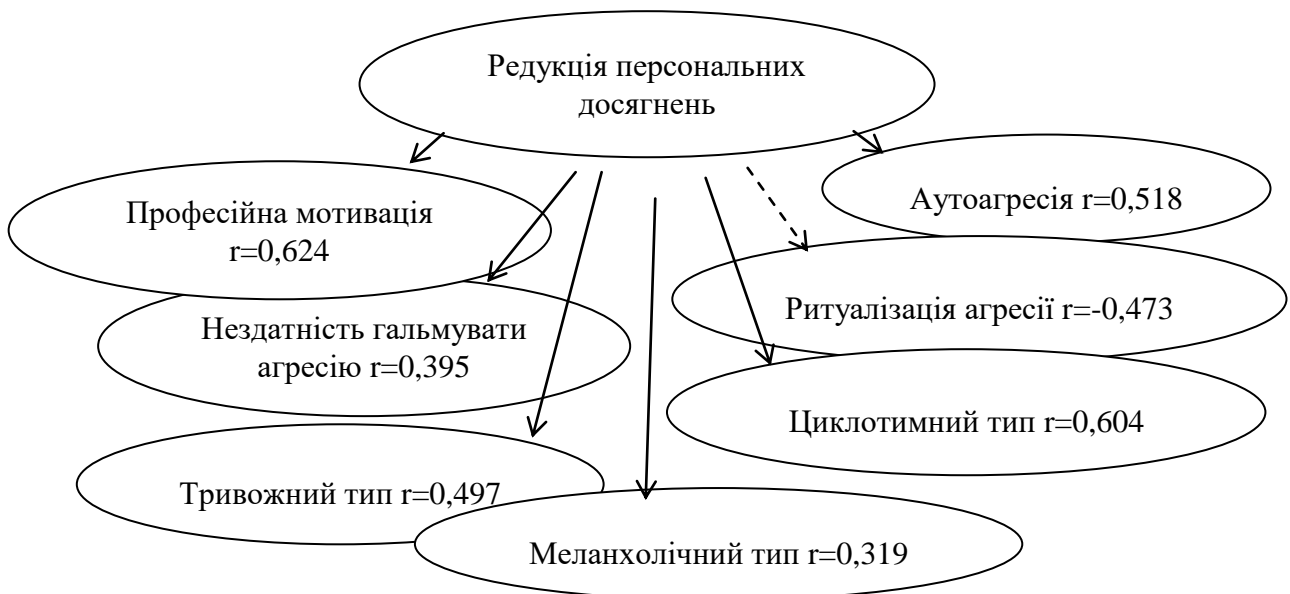 Редукція персональних
досягнень
Аутоагресія r=0,518
Професійна мотивація
r=0,624
Ритуалізація агресії r=-0,473
Нездатність гальмувати
агресію r=0,395
Циклотимний тип r=0,604
Тривожний тип r=0,497
Меланхолічний тип r=0,319